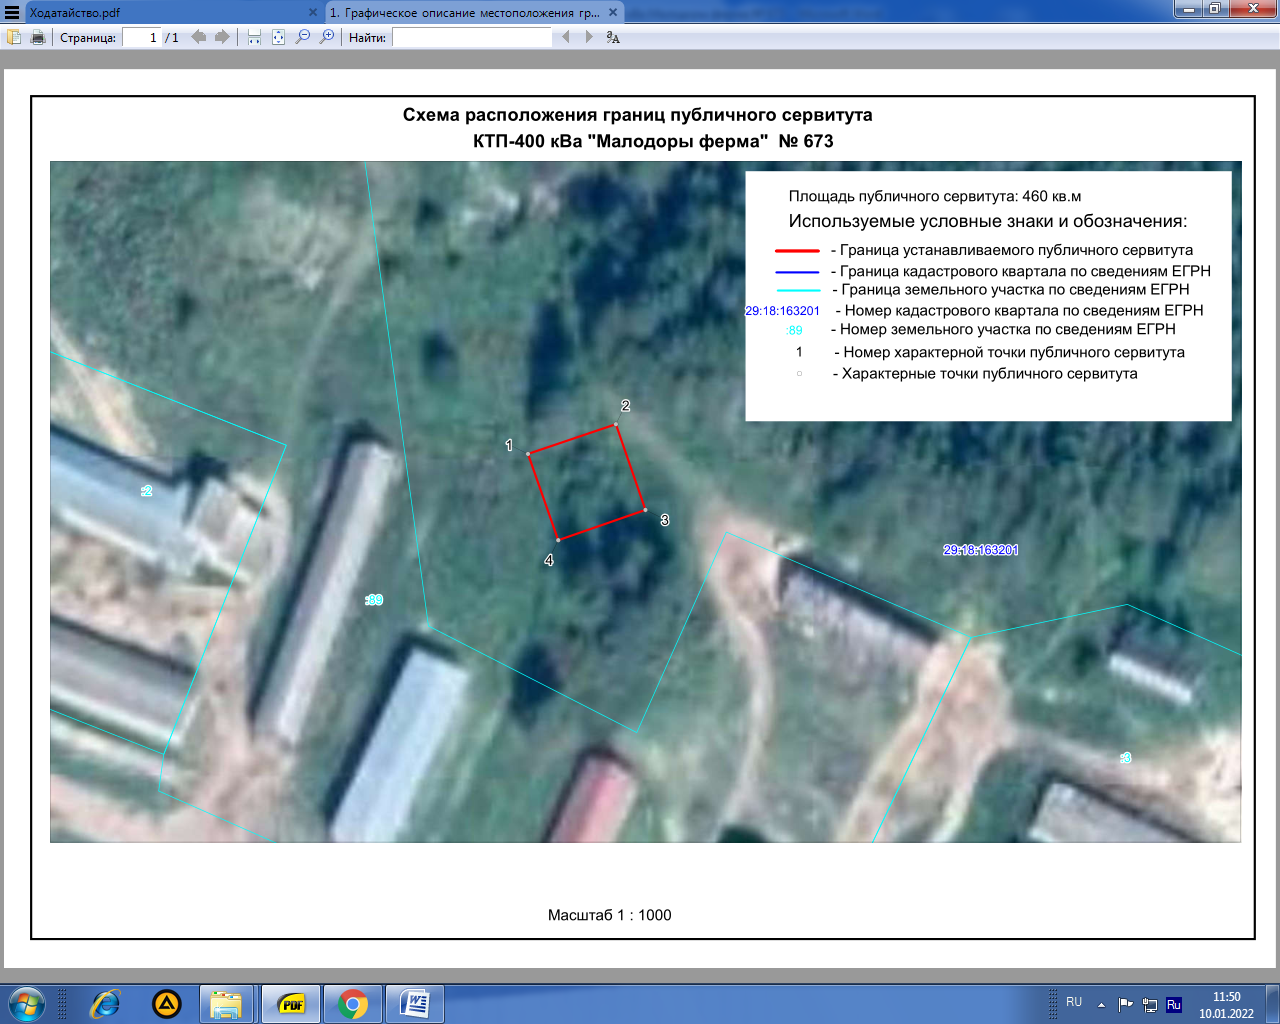 Ходатайство.pdf
1. Графическое описание местоположения гр...
Страница: 1 / 1
Найти:
Схема расположения границ публичного сервитута
КТП-400 кВа "Малодоры ферма" № 673
Площадь публичного сервитута: 460 кв.м
Используемые условные знаки и обозначения:
- Граница устанавливаемого публичного сервитута
- Граница кадастрового квартала по сведениям ЕГРН
- Граница земельного участка по сведениям ЕГРН
29:18:163201 - Номер кадастрового квартала по сведениям ЕГРН
:89 - Номер земельного участка по сведениям ЕГРН
1 - Номер характерной точки публичного сервитута
- Характерные точки публичного сервитута
2
1
:2
3
29:18:163201
4
:89
:3
Масштаб 1 : 1000
PDF
RU
Ru
11:50
10.01.2022